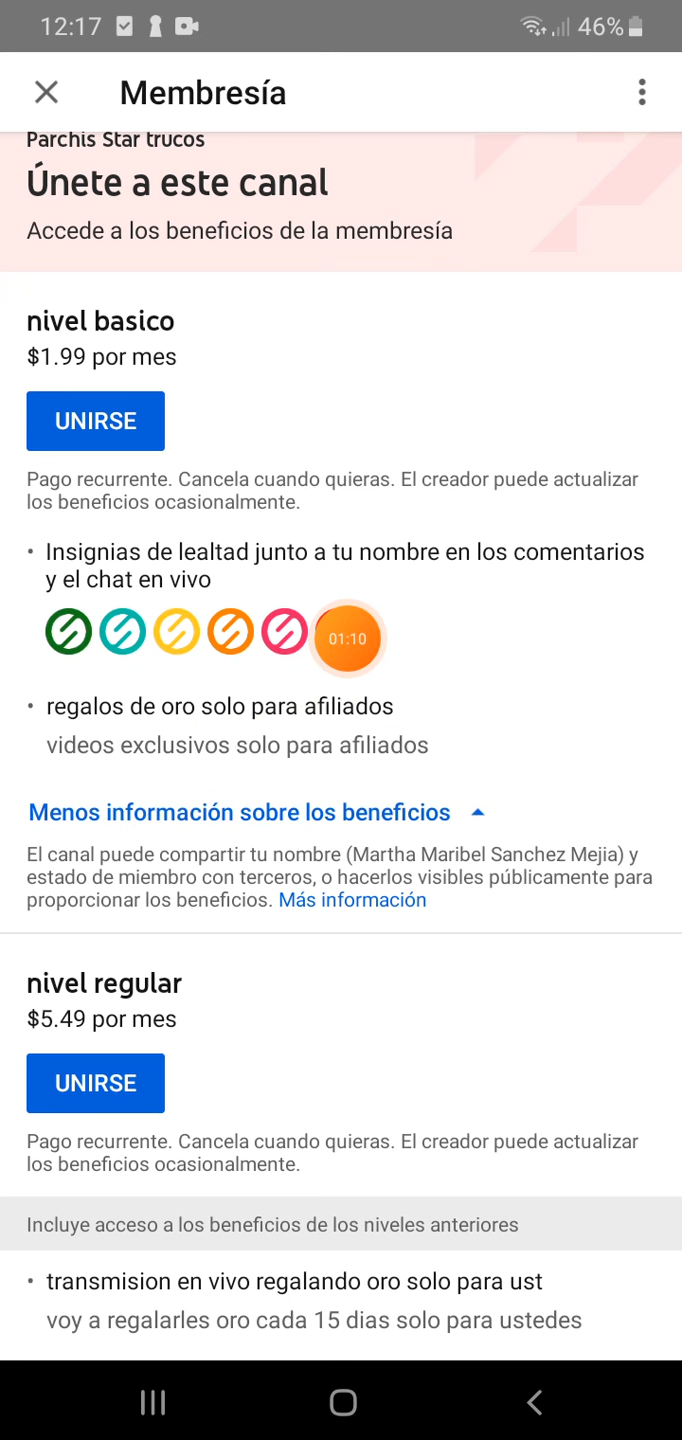 12:17
46%
Membresía
Parchis Star trucos
Únete a este canal
Accede a los beneficios de la membresía
nivel basico
$1.99 por mes
UNIRSE
Pago recurrente. Cancela cuando quieras. El creador puede actualizar
los beneficios ocasionalmente.
• Insignias de lealtad junto a tu nombre en los comentarios
y el chat en vivo
01:10
• regalos de oro solo para afiliados
videos exclusivos solo para afiliados
Menos información sobre los beneficios
El canal puede compartir tu nombre (Martha Maribel Sanchez Mejia) y
estado de miembro con terceros, o hacerlos visibles públicamente para
proporcionar los beneficios. Más información
nivel regular
$5.49 por mes
UNIRSE
Pago recurrente. Cancela cuando quieras. El creador puede actualizar
los beneficios ocasionalmente.
Incluye acceso a los beneficios de los niveles anteriores
• transmision en vivo regalando oro solo para ust
voy a regalarles oro cada 15 dias solo para ustedes